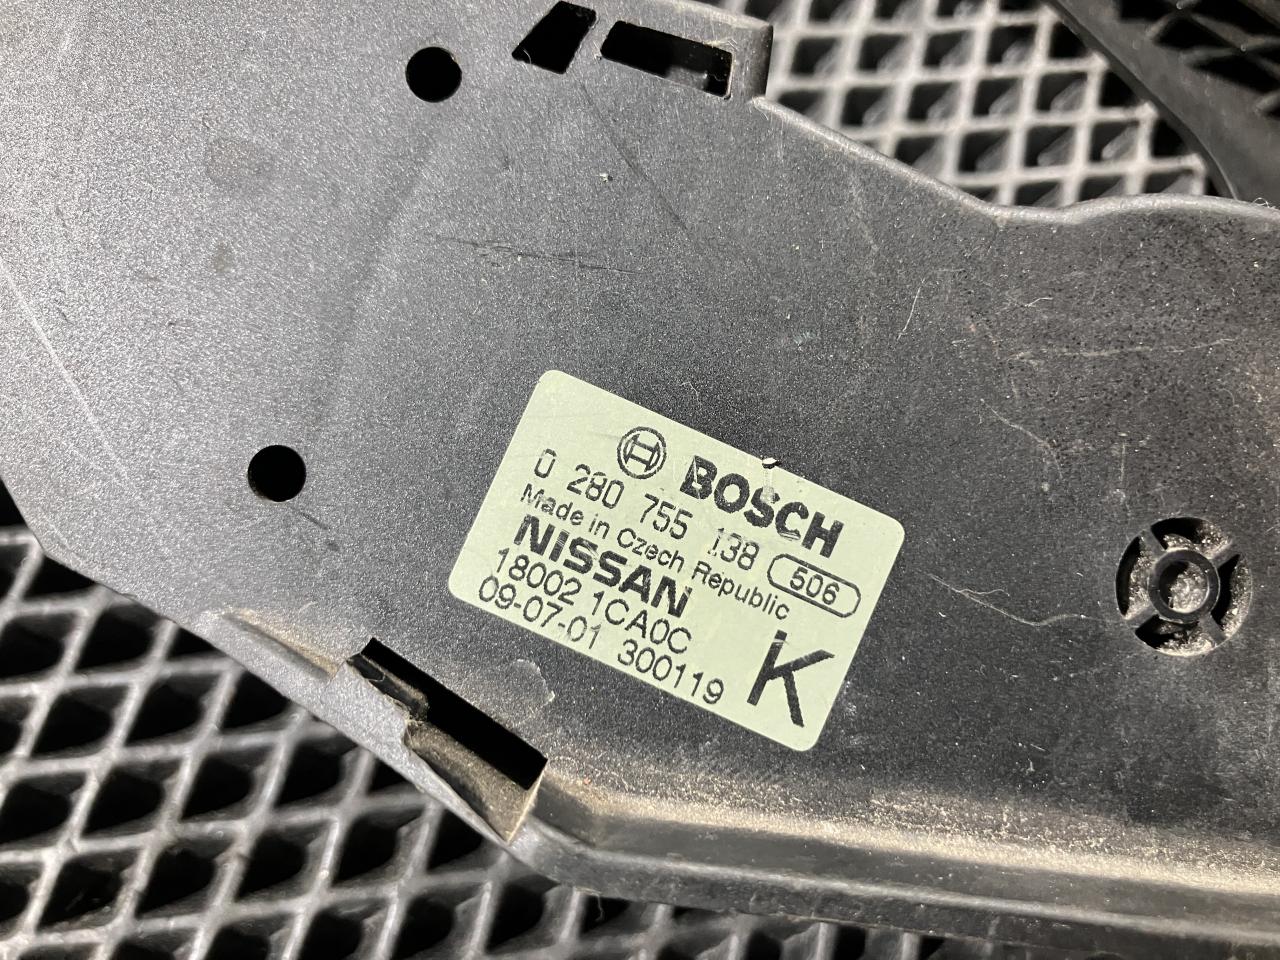 BOSCH
0 280 755 138 506
Made in Czech Republic
NISSAN
18002 1CA0C
09-07-01 300119
K